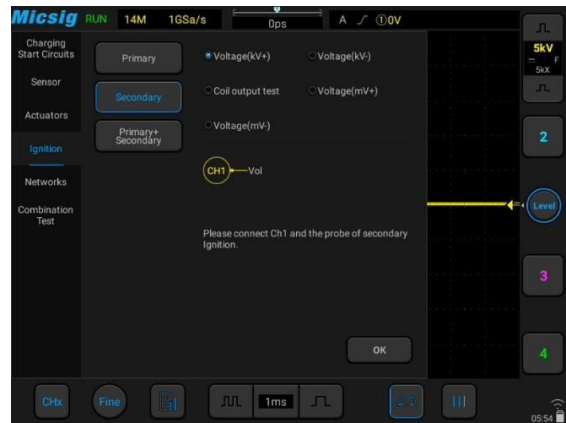 Micsig RUN 14M 1GSa/s 0ps A ①0V
Charging
Start Circuits
Sensor
Actuators
Ignition
Networks
Combination
Test
Primary
Secondary
Primary+
Secondary
Voltage(kV+) Voltage(kV-)
Coil output test Voltage(mV+)
Voltage(mV-)
CH1 Vol
Please connect Ch1 and the probe of secondary
Ignition.
OK
5kV
F
5kX
2
Level
3
4
CHx Fine 1ms
05:54